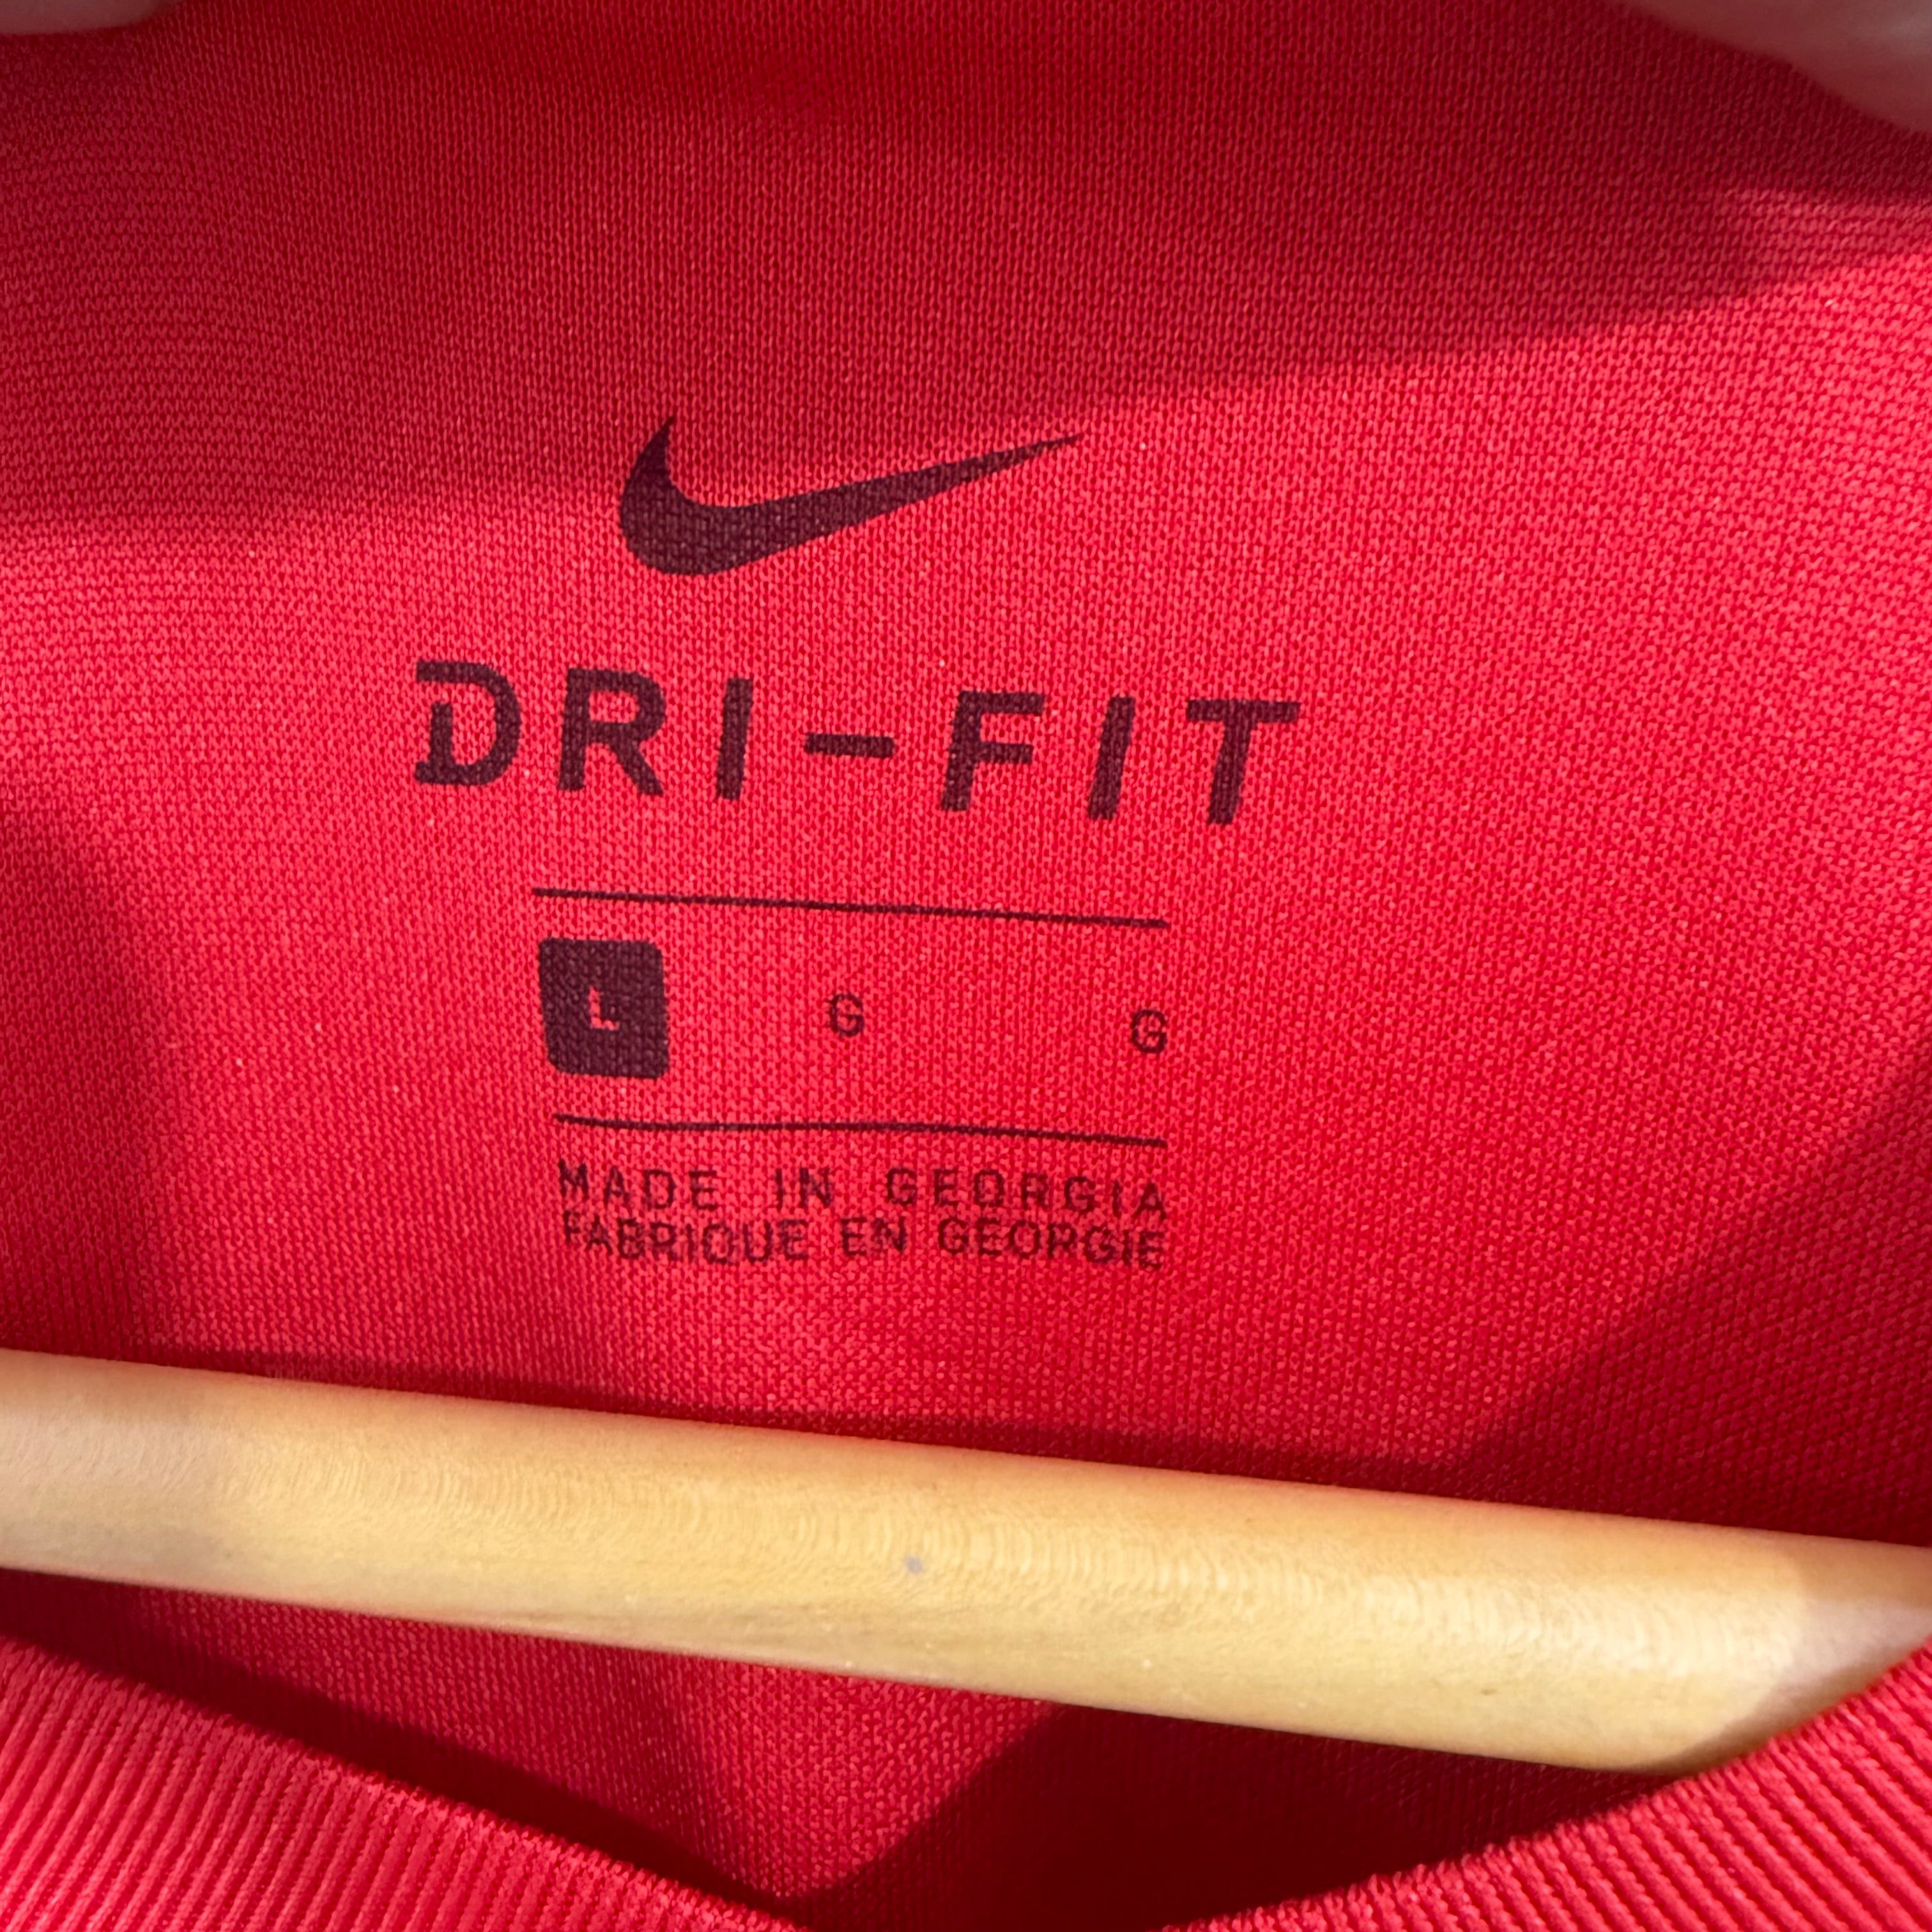 DRI-FIT
L G G
MADE IN GEORGIA
FABRIQUE EN GEORGIE